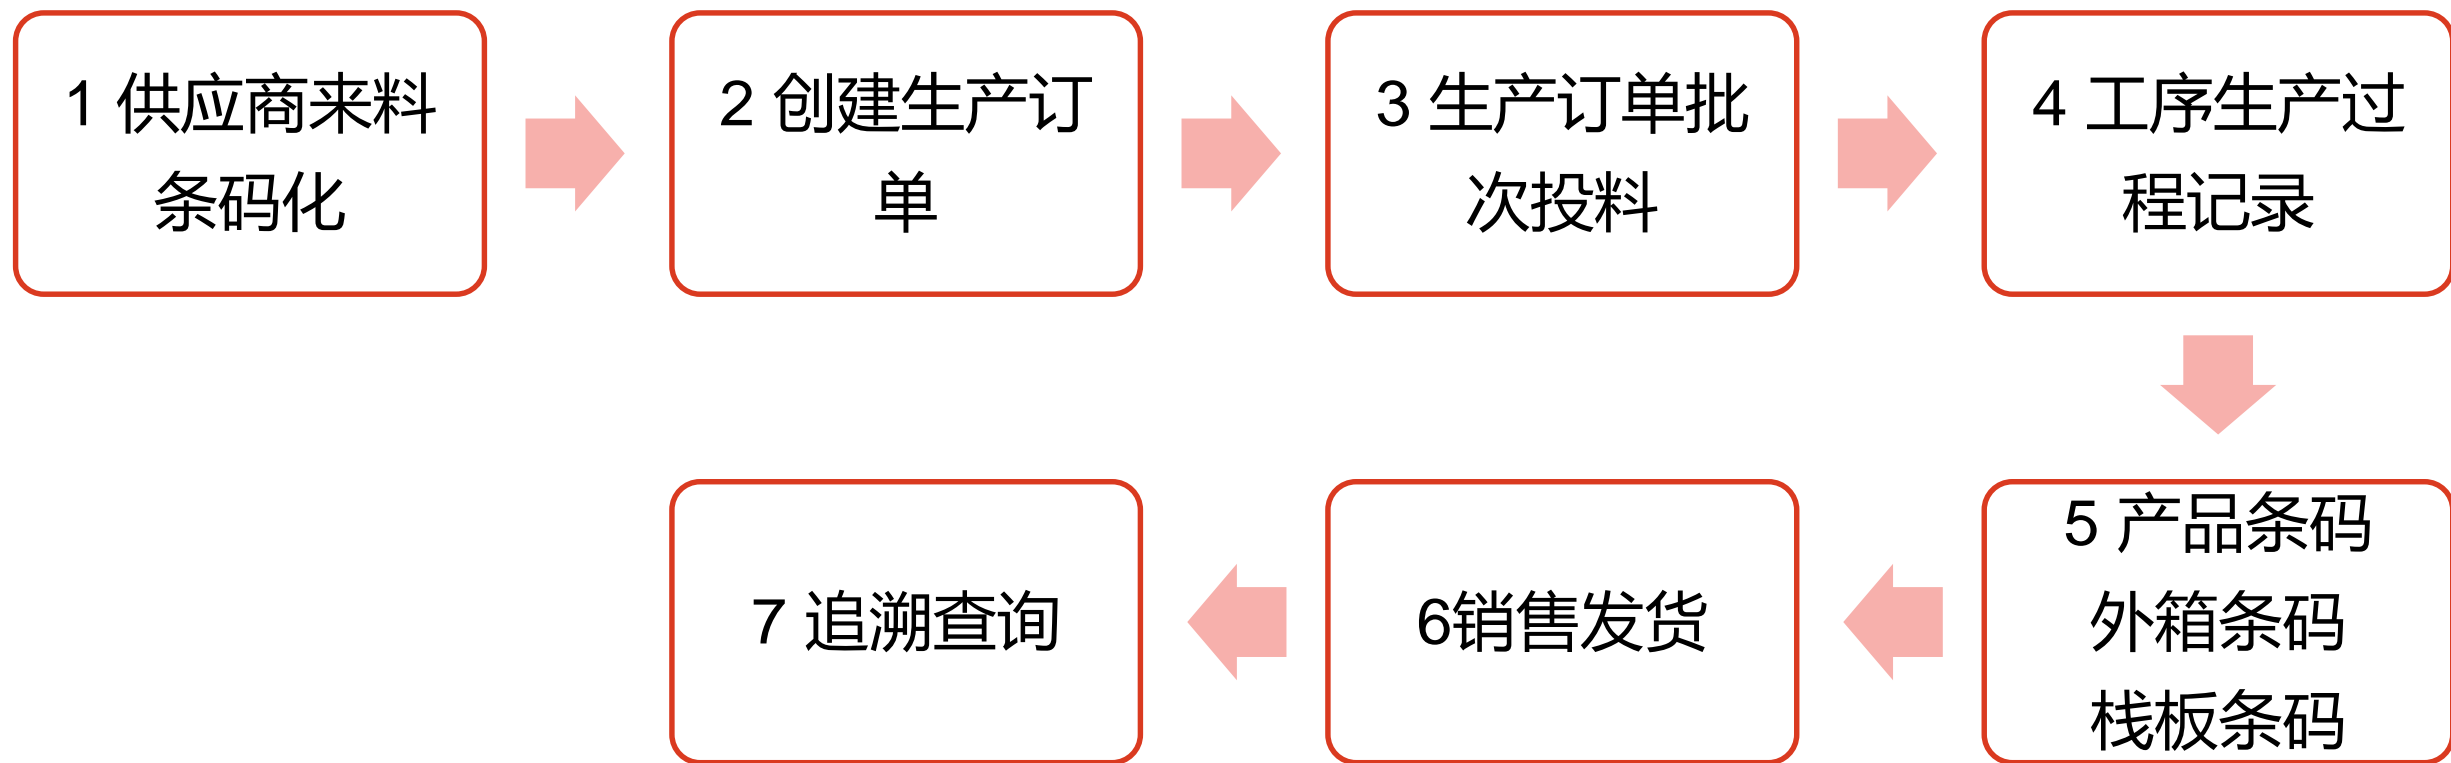 1 供应商来料
条码化
2 创建生产订
单
3 生产订单批
次投料
4 工序生产过
程记录
5 产品条码
外箱条码
栈板条码
6销售发货
7 追溯查询